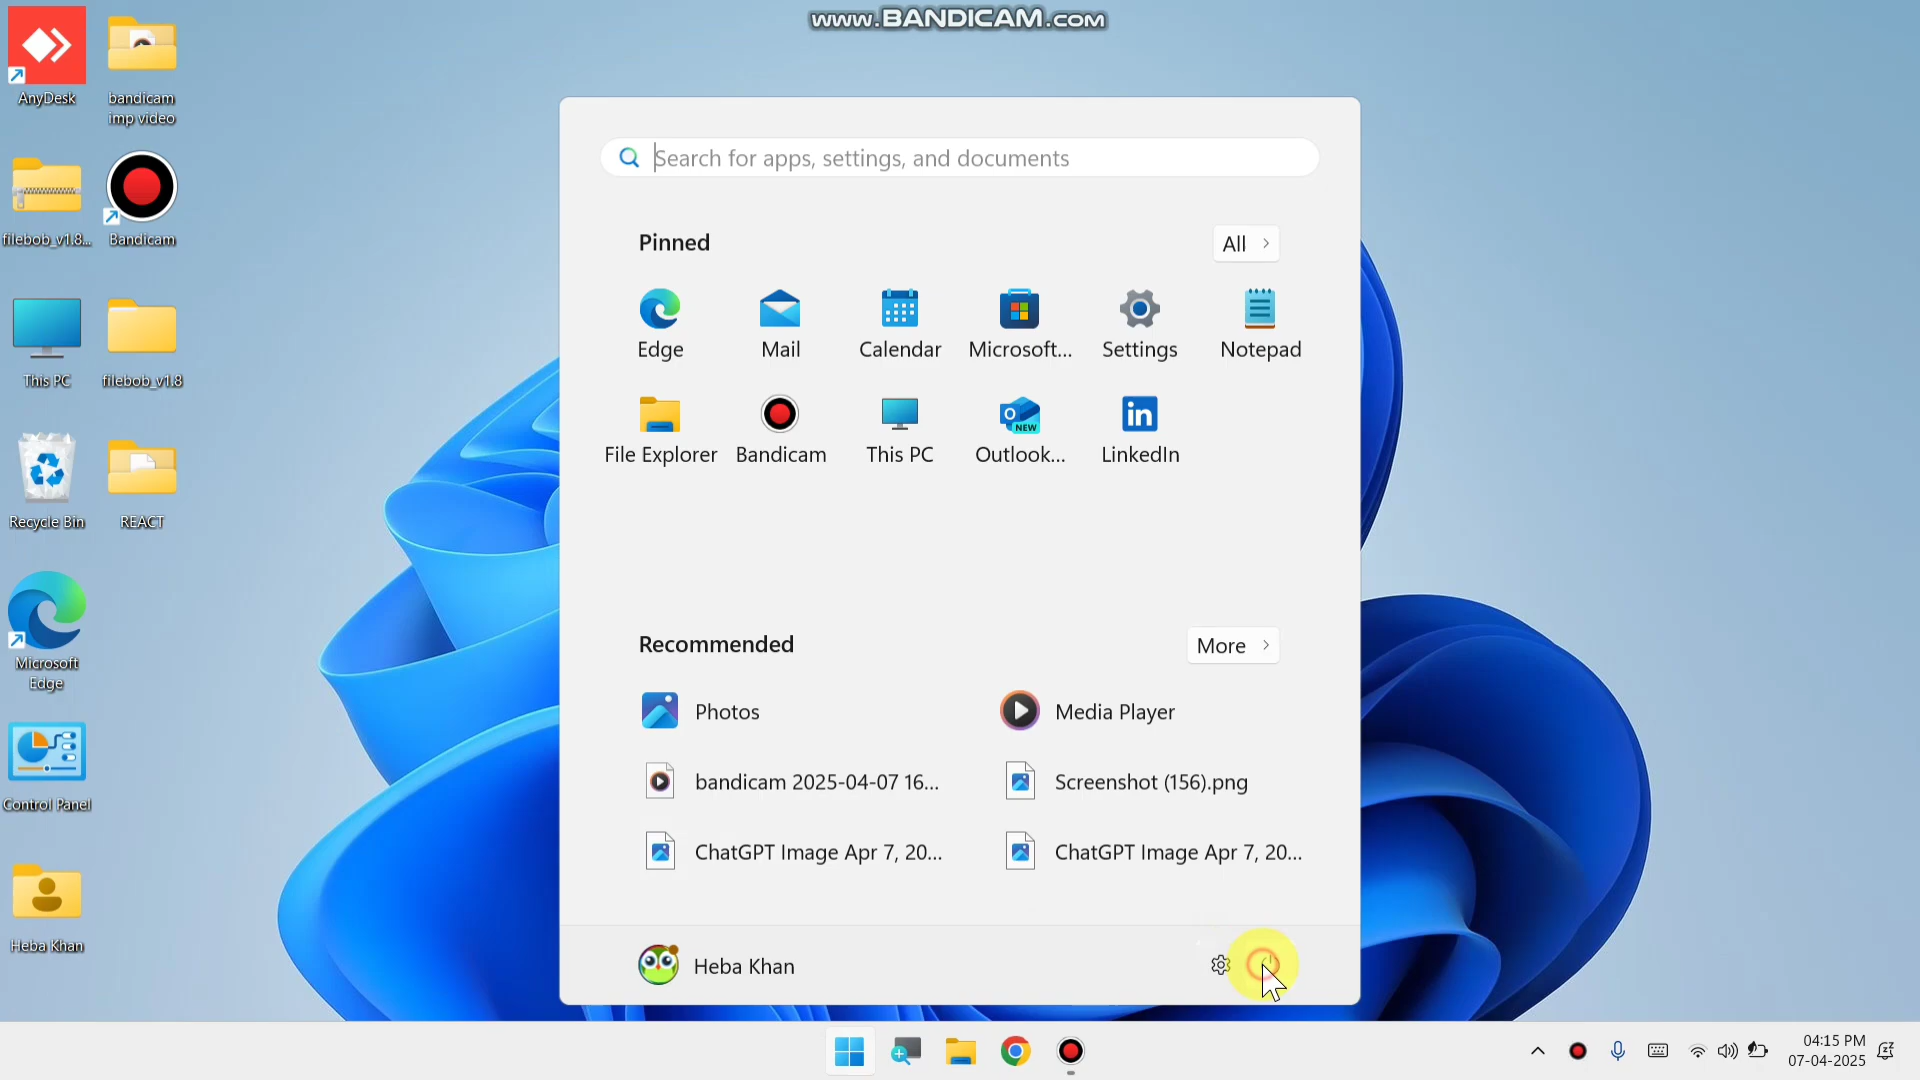 www.BANDICAM.com
AnyDesk
bandicam
imp video
filebob_v1.8...
Bandicam
This PC
filebob_v1.8
Recycle Bin
REACT
Microsoft
Edge
Control Panel
Heba Khan
Search for apps, settings, and documents
Pinned
All
Edge
Mail
Calendar
Microsoft...
Settings
Notepad
File Explorer
Bandicam
This PC
Outlook...
LinkedIn
NEW
Recommended
More
Photos
Media Player
bandicam 2025-04-07 16...
Screenshot (156).png
ChatGPT Image Apr 7, 20...
ChatGPT Image Apr 7, 20...
Heba Khan
04:15 PM
07-04-2025